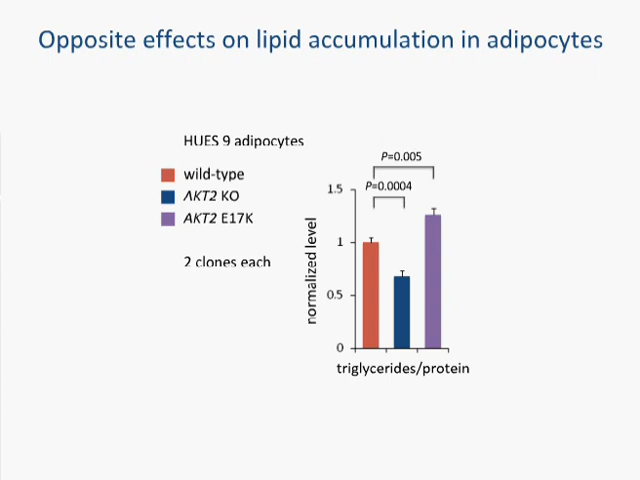 Opposite effects on lipid accumulation in adipocytes
HUES 9 adipocytes
wild-type
AKT2 KO
AKT2 E17K
2 clones each
P=0.005
P=0.0004
1.5
1
0.5
0
normalized level
triglycerides/protein